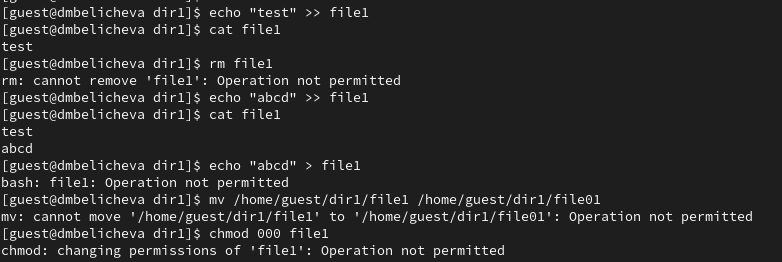 [guest@dmbelicheva dir1]$ echo "test" >> file1
[guest@dmbelicheva dir1]$ cat file1
test
[guest@dmbelicheva dir1]$ rm file1
rm: cannot remove 'file1': Operation not permitted
[guest@dmbelicheva dir1]$ echo "abcd" >> file1
[guest@dmbelicheva dir1]$ cat file1
test
abcd
[guest@dmbelicheva dir1]$ echo "abcd" > file1
bash: file1: Operation not permitted
[guest@dmbelicheva dir1]$ mv /home/guest/dir1/file1 /home/guest/dir1/file01
mv: cannot move '/home/guest/dir1/file1' to '/home/guest/dir1/file01': Operation not permitted
[guest@dmbelicheva dir1]$ chmod 000 file1
chmod: changing permissions of 'file1': Operation not permitted